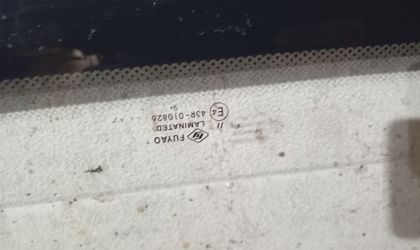 FUYAO
LAMINATED
//
E4 43R-010826